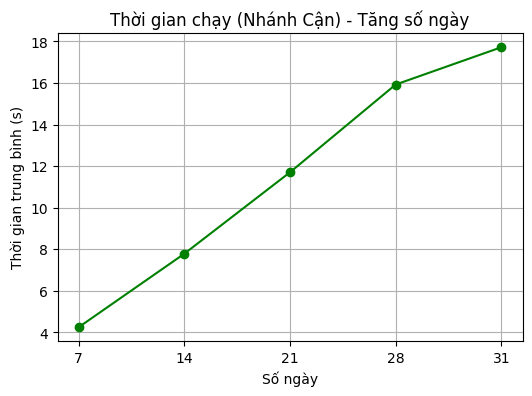 Thời gian chạy (Nhánh Cận) - Tăng số ngày
Thời gian trung bình (s)
18
16
14
12
10
8
6
4
7 14 21 28 31
Số ngày